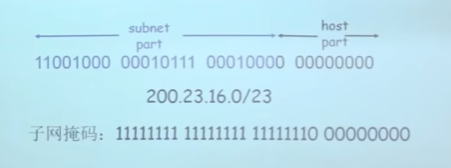 subnet part
host part
11001000 00010111 00010000 00000000
200.23.16.0/23
子网掩码：11111111 11111111 11111110 00000000